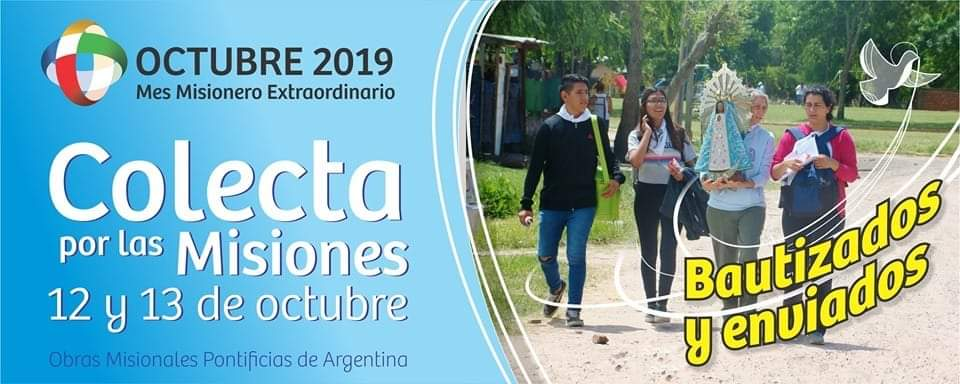 OCTUBRE 2019
Mes Misionero Extraordinario
Colecta
por las Misiones
12 y 13 de octubre
Obras Misionales Pontificias de Argentina
Bautizados
y enviados